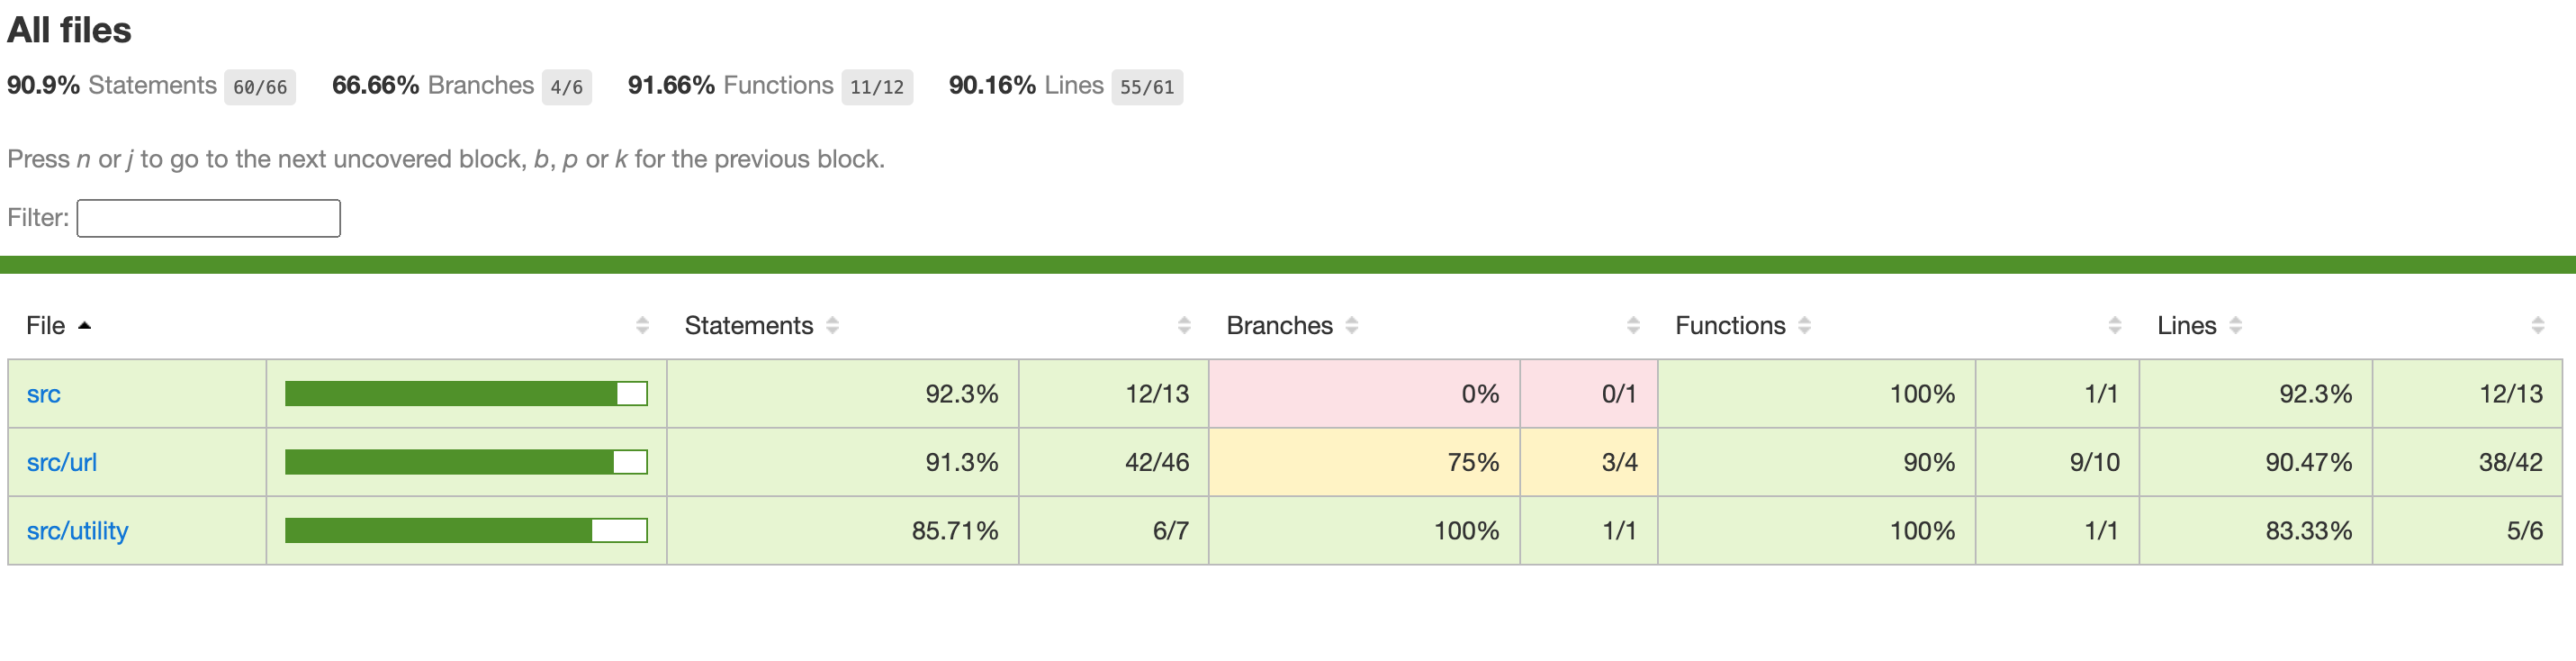 All files
90.9% Statements 60/66 66.66% Branches 4/6 91.66% Functions 11/12 90.16% Lines 55/61
Press n or j to go to the next uncovered block, b, p or k for the previous block.
Filter:
File Statements Branches Functions Lines
src 92.3% 12/13 0% 0/1 100% 1/1 92.3% 12/13
src/url 91.3% 42/46 75% 3/4 90% 9/10 90.47% 38/42
src/utility 85.71% 6/7 100% 1/1 100% 1/1 83.33% 5/6